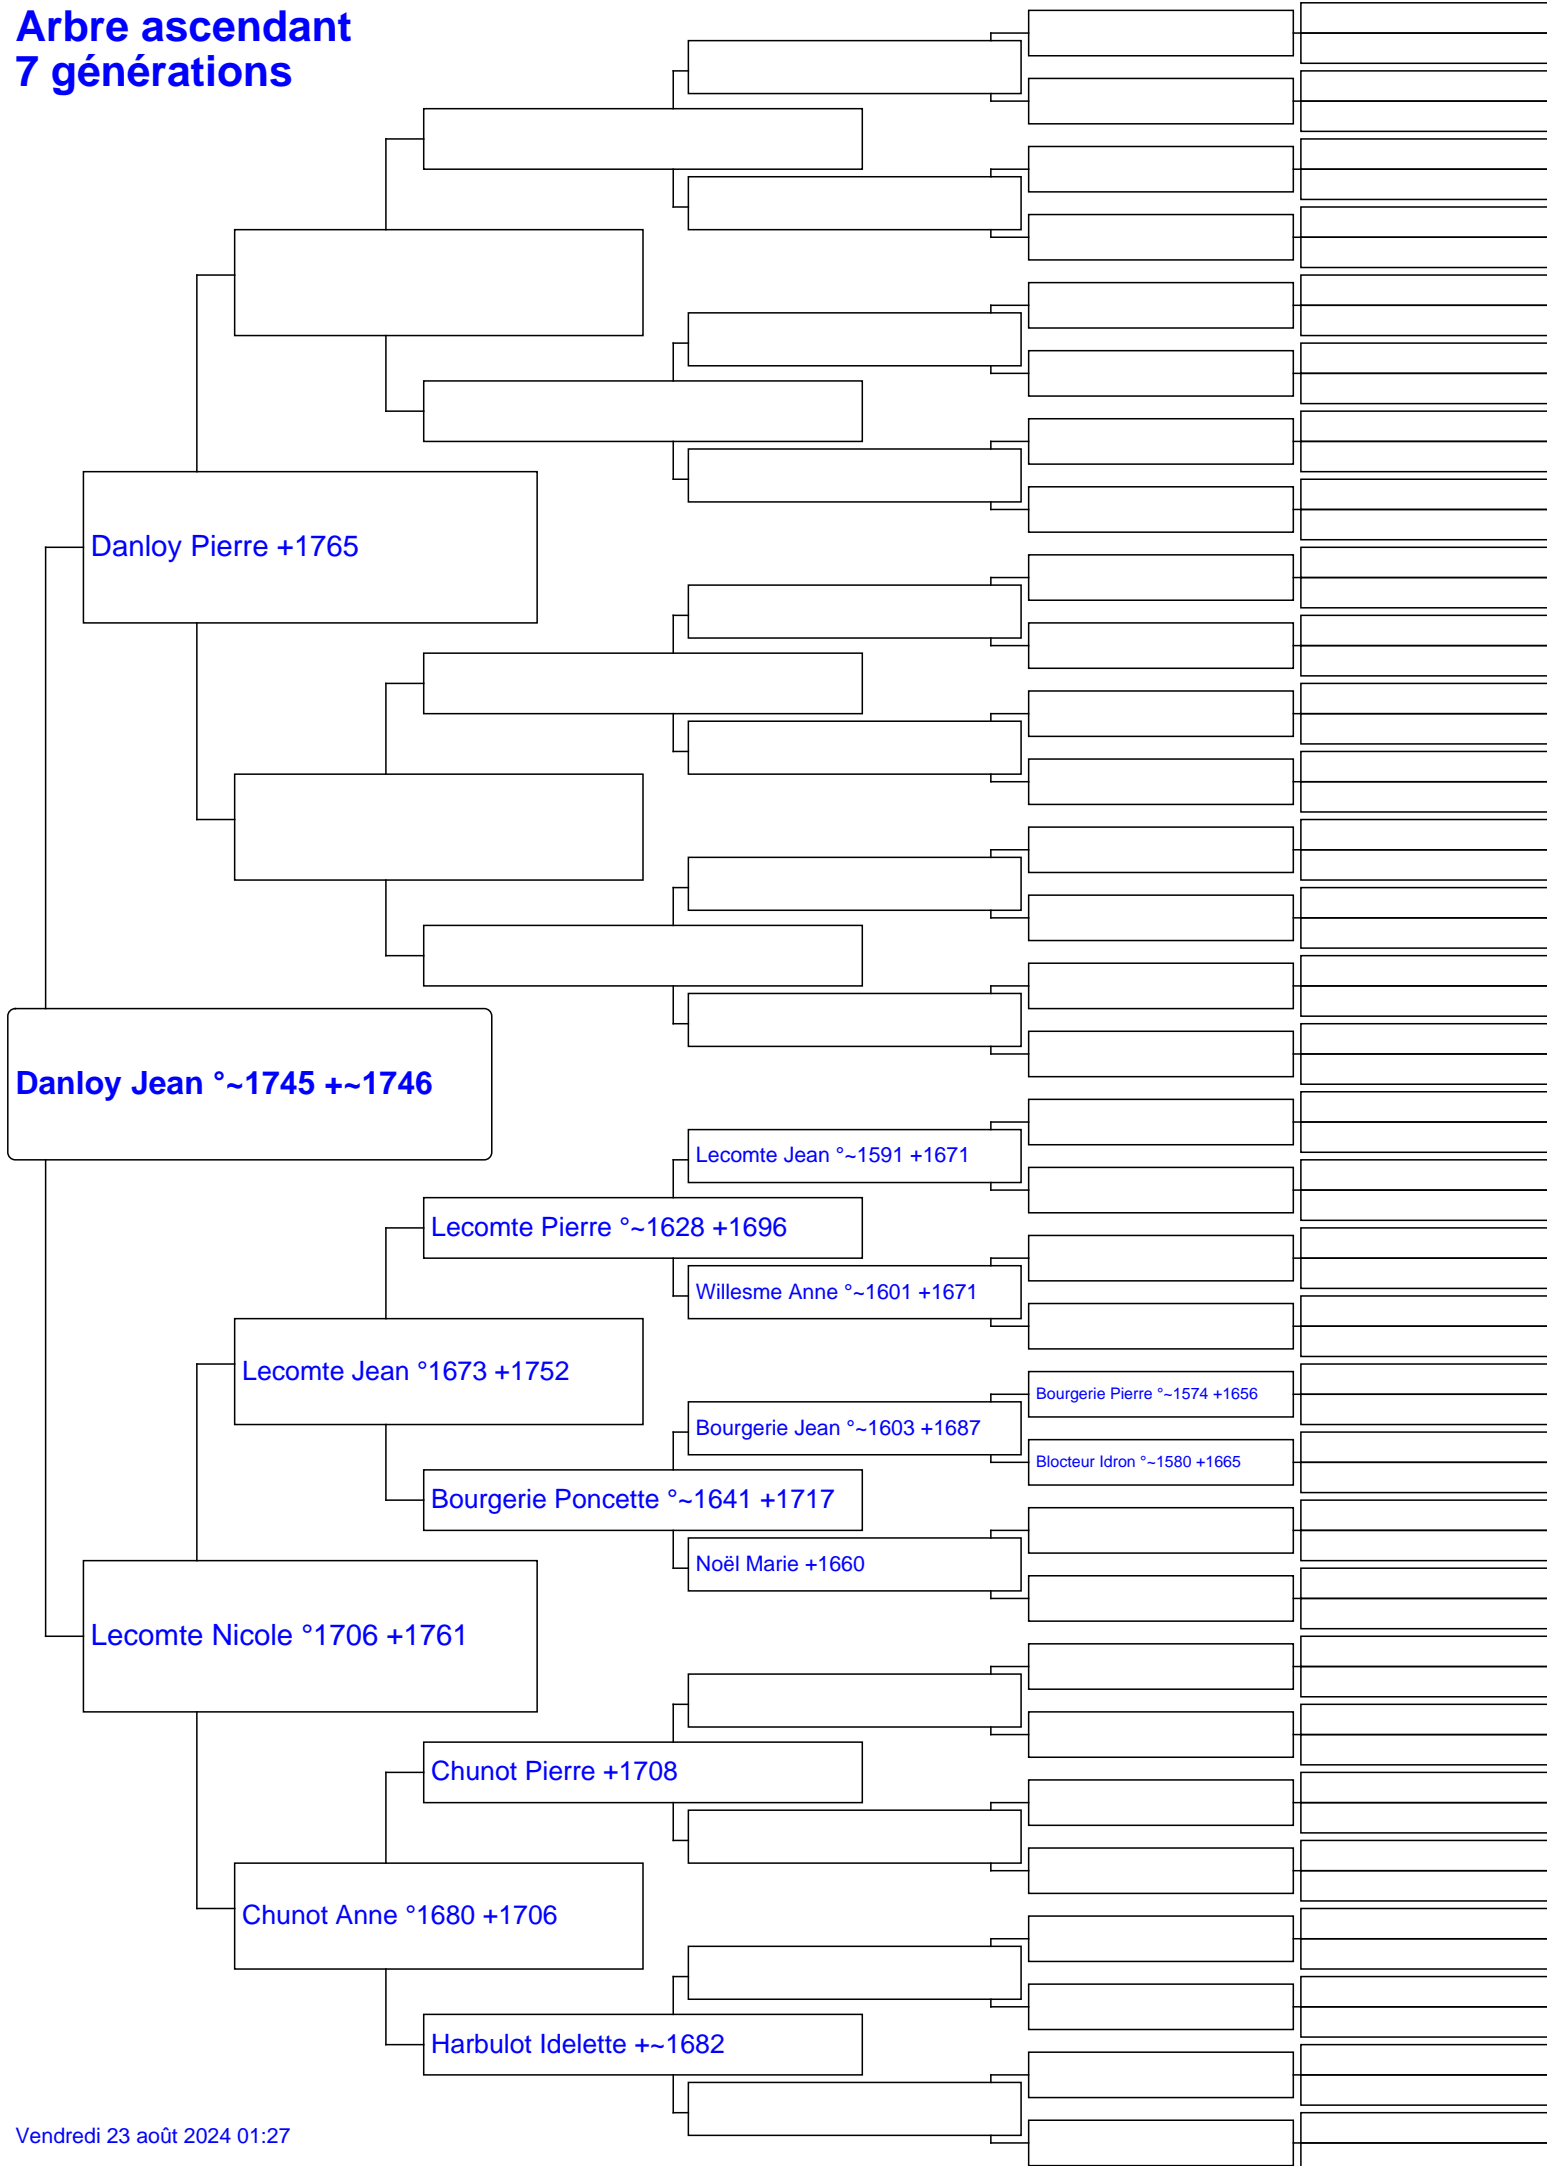 Arbre ascendant
7 générations
Danloy Pierre +1765
Danloy Jean °~1745 +~1746
Lecomte Jean °~1591 +1671
Lecomte Pierre °~1628 +1696
Willesme Anne °~1601 +1671
Lecomte Jean °1673 +1752
Bourgerie Pierre °~1574 +1656
Bourgerie Jean °~1603 +1687
Blocteur Idron °~1580 +1665
Bourgerie Poncette °~1641 +1717
Noël Marie +1660
Lecomte Nicole °1706 +1761
Chunot Pierre +1708
Chunot Anne °1680 +1706
Harbulot Idelette +~1682
Vendredi 23 août 2024 01:27